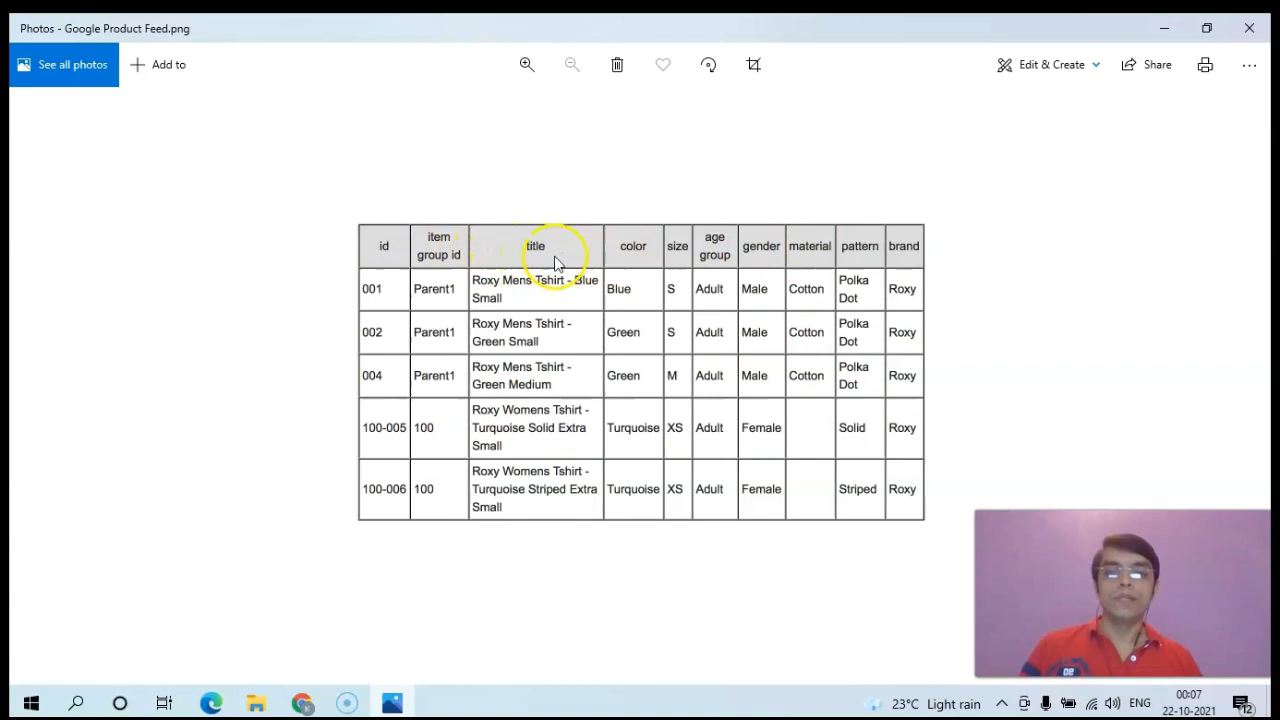 Photos - Google Product Feed.png
See all photos
Add to
Edit & Create
Share
id
item
group id
title
color
size
age
group
gender
material
pattern
brand
001
Parent1
Roxy Mens Tshirt - Blue
Small
Blue
S
Adult
Male
Cotton
Polka
Dot
Roxy
002
Parent1
Roxy Mens Tshirt -
Green Small
Green
S
Adult
Male
Cotton
Polka
Dot
Roxy
004
Parent1
Roxy Mens Tshirt -
Green Medium
Green
M
Adult
Male
Cotton
Polka
Dot
Roxy
100-005
100
Roxy Womens Tshirt -
Turquoise Solid Extra
Small
Turquoise
XS
Adult
Female
Solid
Roxy
100-006
100
Roxy Womens Tshirt -
Turquoise Striped Extra
Small
Turquoise
XS
Adult
Female
Striped
Roxy
23°C Light rain
ENG
00:07
22-10-2021
12